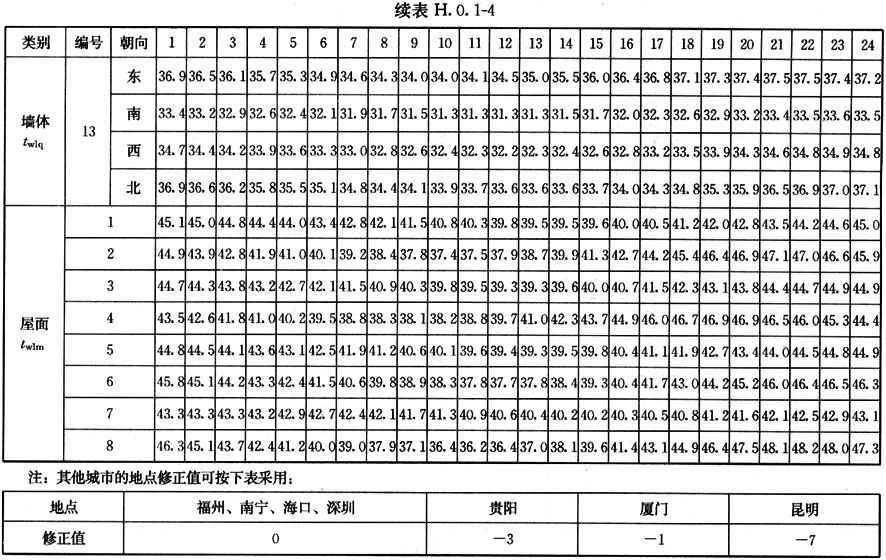 续表 H.0.1-4
类别 编号 朝向 1 2 3 4 5 6 7 8 9 10 11 12 13 14 15 16 17 18 19 20 21 22 23 24
墙体 twlq 13 东 36.9 36.5 36.1 35.7 35.3 34.9 34.6 34.3 34.0 34.0 34.1 34.5 35.0 35.5 36.0 36.4 36.8 37.1 37.3 37.4 37.5 37.5 37.4 37.2
南 33.4 33.2 32.9 32.6 32.4 32.1 31.9 31.7 31.5 31.3 31.3 31.3 31.3 31.5 31.7 32.0 32.3 32.6 32.9 33.2 33.4 33.5 33.6 33.5
西 34.7 34.4 34.2 33.9 33.6 33.3 33.0 32.8 32.6 32.4 32.3 32.2 32.3 32.4 32.6 32.8 33.2 33.5 33.9 34.3 34.6 34.8 34.9 34.8
北 36.9 36.6 36.2 35.8 35.5 35.1 34.8 34.4 34.1 33.9 33.7 33.6 33.6 33.6 33.7 34.0 34.3 34.8 35.3 35.9 36.5 36.9 37.0 37.1
屋面 twlm 1 45.1 45.0 44.8 44.4 44.0 43.4 42.8 42.1 41.5 40.8 40.3 39.8 39.5 39.5 39.6 40.0 40.5 41.2 42.0 42.8 43.5 44.2 44.6 45.0
2 44.9 43.9 42.8 41.9 41.0 40.1 39.2 38.4 37.8 37.4 37.5 37.9 38.7 39.9 41.3 42.7 44.2 45.4 46.4 46.9 47.1 47.0 46.6 45.9
3 44.7 44.3 43.8 43.2 42.7 42.1 41.5 40.9 40.3 39.8 39.5 39.3 39.3 39.6 40.0 40.7 41.5 42.3 43.1 43.8 44.4 44.7 44.9 44.9
4 43.5 42.6 41.8 41.0 40.2 39.5 38.8 38.3 38.1 38.2 38.8 39.7 41.0 42.3 43.7 44.9 46.0 46.7 46.9 46.9 46.5 46.0 45.3 44.4
5 44.8 44.5 44.1 43.6 43.1 42.5 41.9 41.2 40.6 40.1 39.6 39.4 39.3 39.5 39.8 40.4 41.1 41.9 42.7 43.4 44.0 44.5 44.8 44.9
6 45.8 45.1 44.2 43.3 42.4 41.5 40.6 39.8 38.9 38.3 37.8 37.7 37.8 38.4 39.3 40.4 41.7 43.0 44.2 45.2 46.0 46.4 46.5 46.3
7 43.3 43.3 43.3 43.2 42.9 42.7 42.4 42.1 41.7 41.3 40.9 40.6 40.4 40.2 40.2 40.3 40.5 40.8 41.2 41.6 42.1 42.5 42.9 43.1
8 46.3 45.1 43.7 42.4 41.2 40.0 39.0 37.9 37.1 36.4 36.2 36.4 37.0 38.1 39.6 41.4 43.1 44.9 46.4 47.5 48.1 48.2 48.0 47.3
注：其他城市的地点修正值可按下表采用：
地点 福州、南宁、海口、深圳 贵阳 厦门 昆明
修正值 0 −3 −1 −7